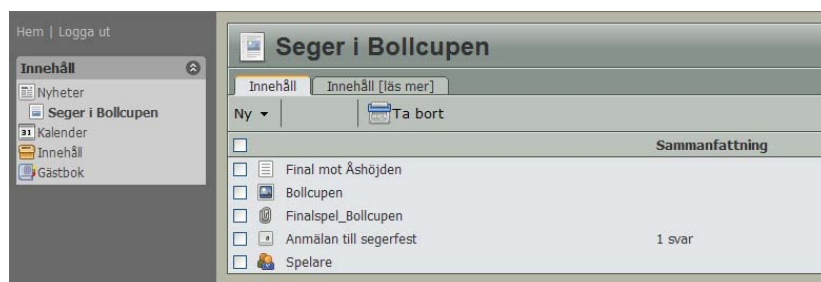 Hem | Logga ut
Innehåll
Nyheter
Seger i Bollcupen
31 Kalender
Innehåll
Gästbok
Seger i Bollcupen
Innehåll
Innehåll [läs mer]
Ny
Ta bort
Sammanfattning
Final mot Åshöjden
Bollcupen
Finalspel_Bollcupen
Anmälan till segerfest 1 svar
Spelare